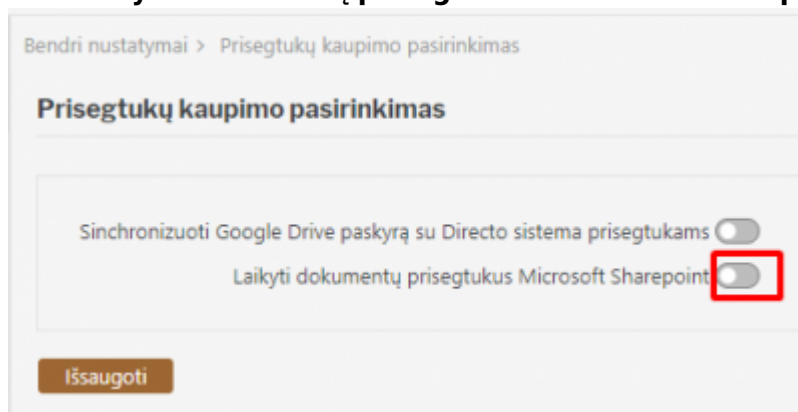 Bendri nustatymai > Prisegtukų kaupimo pasirinkimas
Prisegtukų kaupimo pasirinkimas
Sinchronizuoti Google Drive paskyrą su Directo sistema prisegtukams
Laikyti dokumentų prisegtukus Microsoft Sharepoint
Išsaugoti